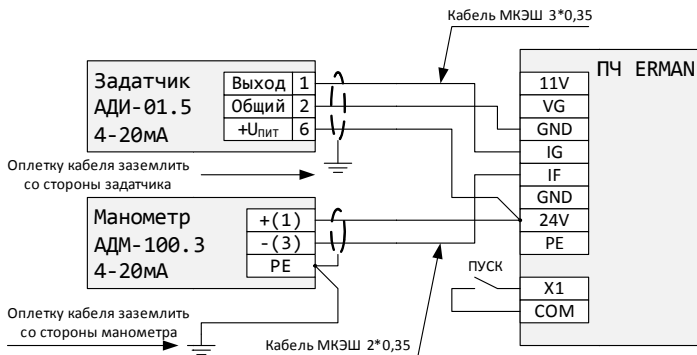 Кабель МКЭШ 3*0,35
ПЧ ERMAN
Задатчик
АДИ-01.5
4-20мА
Выход 1
Общий 2
+Uпит 6
11V
VG
GND
IG
IF
GND
24V
PE
Оплетку кабеля заземлить
со стороны задатчика
Манометр
АДМ-100.3
4-20мА
+(1)
-(3)
PE
ПУСК
X1
COM
Оплетку кабеля заземлить
со стороны манометра
Кабель МКЭШ 2*0,35